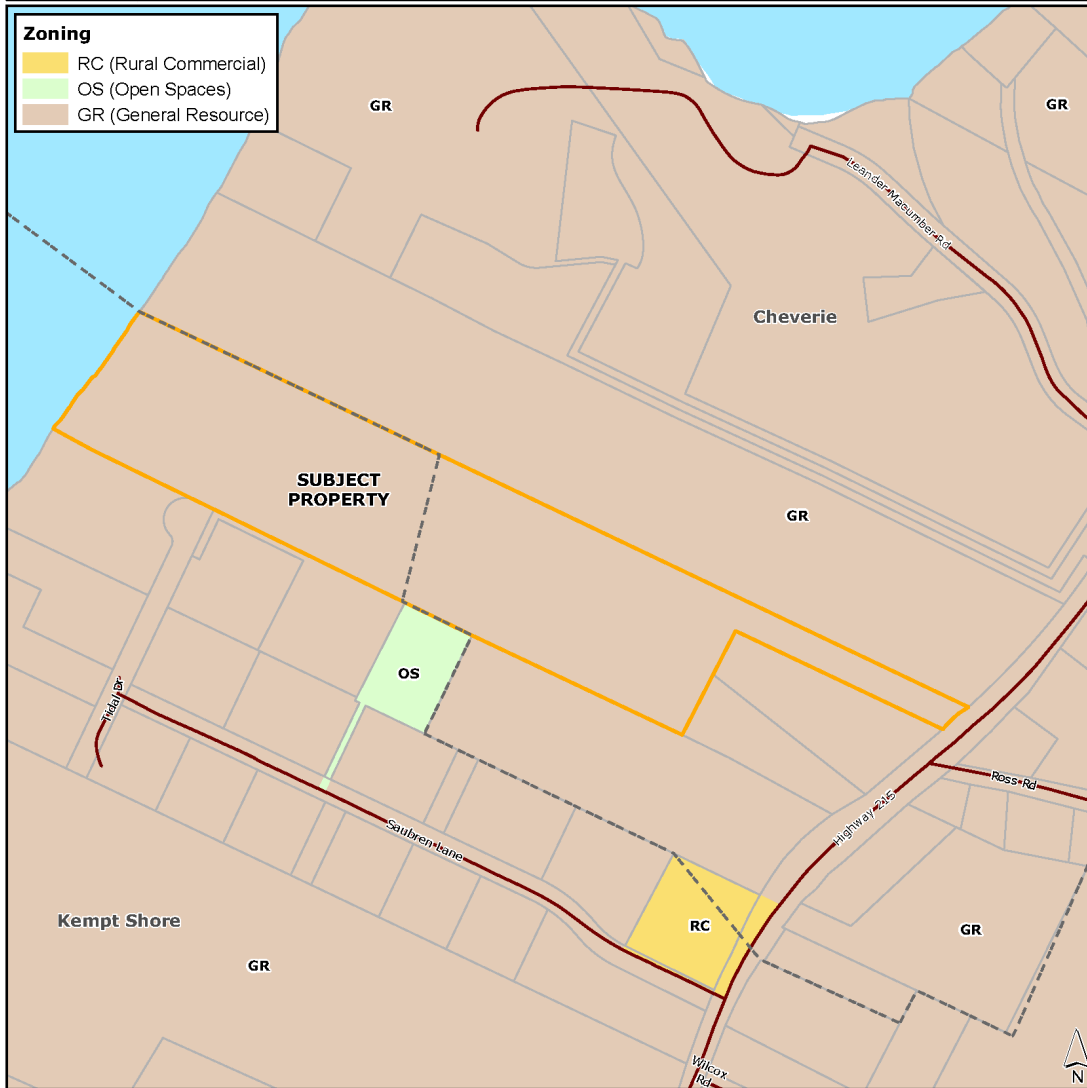 Zoning
RC (Rural Commercial)
OS (Open Spaces)
GR (General Resource)
GR
GR
Leander Macumber Rd
Cheverie
SUBJECT
PROPERTY
GR
OS
Tidal Dr
Ross Rd
Highway 215
Saubren Lane
Kempt Shore
RC
GR
GR
Wilcox
Rd
N